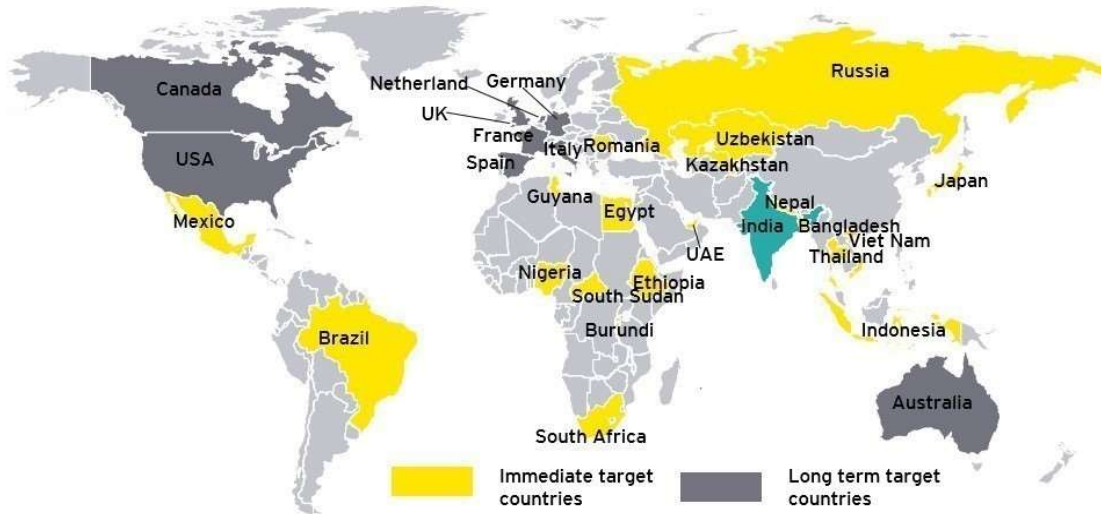 Canada
Russia
Netherland
Germany
UK
France
Italy
Romania
Uzbekistan
USA
Spain
Kazakhstan
Japan
Guyana
Nepal
Mexico
Egypt
India
Bangladesh
UAE
Viet Nam
Thailand
Nigeria
Ethiopia
South Sudan
Brazil
Burundi
Indonesia
Australia
South Africa
Immediate target
countries
Long term target
countries